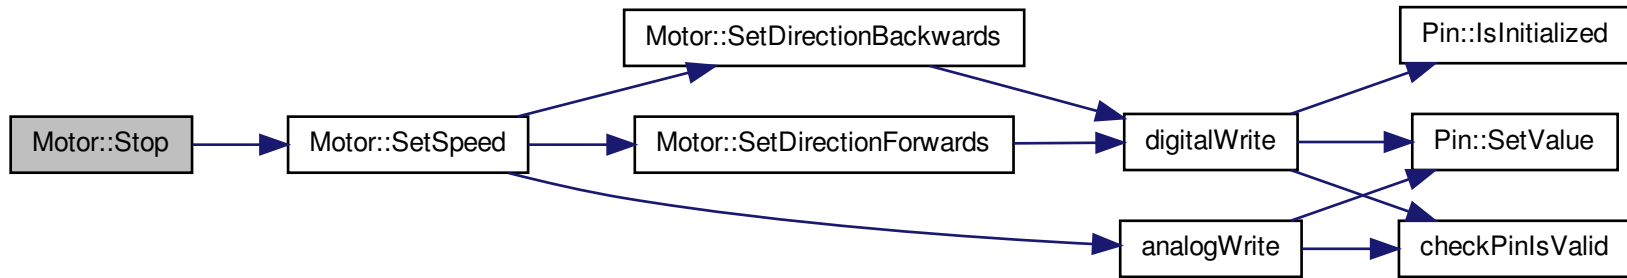 Motor::Stop
Motor::SetSpeed
Motor::SetDirectionBackwards
Motor::SetDirectionForwards
digitalWrite
analogWrite
Pin::IsInitialized
Pin::SetValue
checkPinIsValid